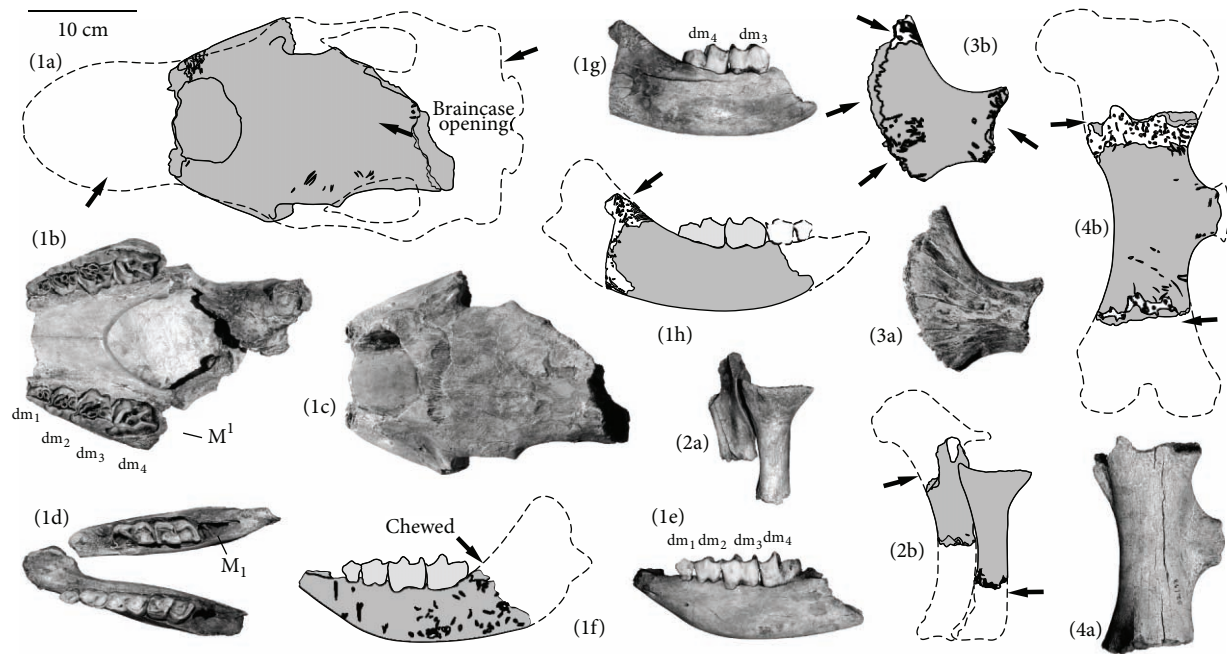 10 cm
(1a)
Braincase
opening
(1g)
dm4 dm3
(3b)
(4b)
(1b)
(1h)
(3a)
dm1
dm2
dm3
dm4
M¹
(1c)
(2a)
(1d)
M1
Chewed
(1f)
(1e)
dm1 dm2 dm3 dm4
(2b)
(4a)